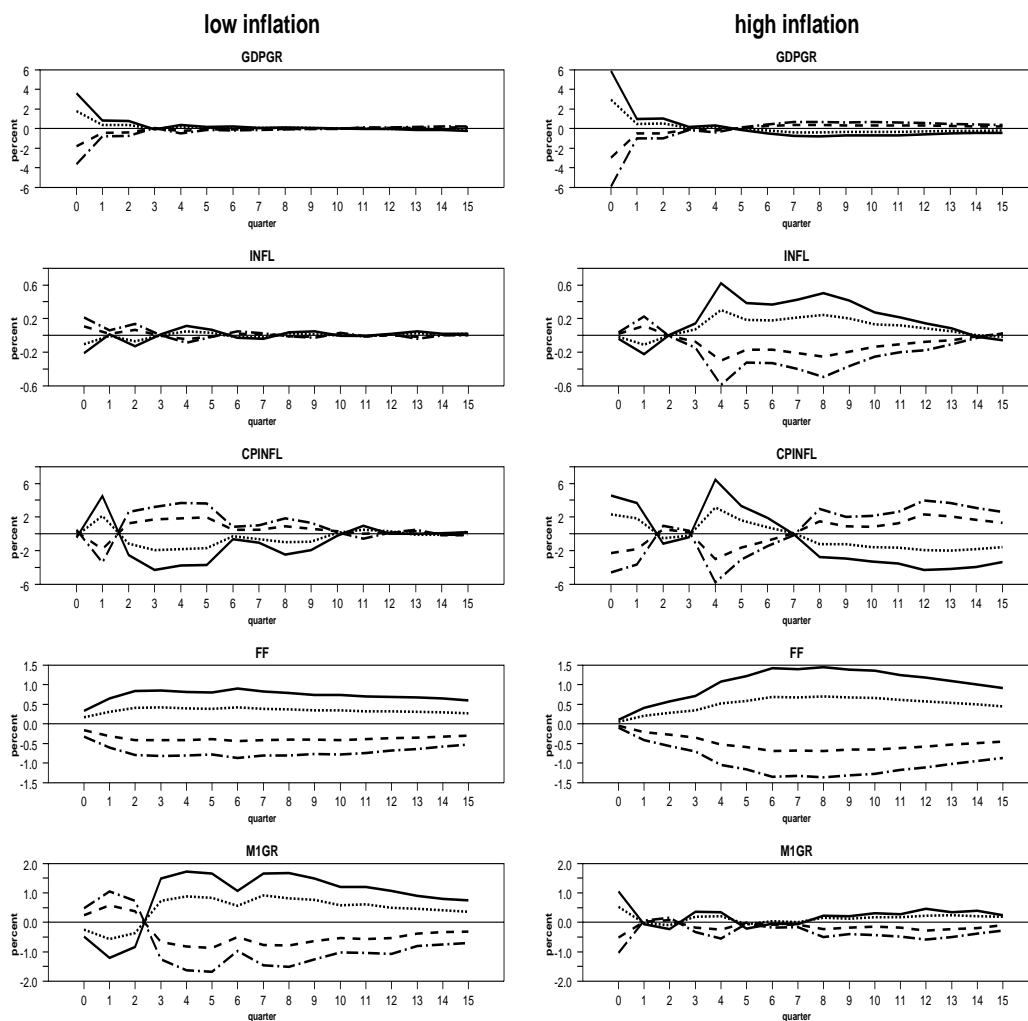 low inflation
high inflation
GDPGR
GDPGR
6
4
2
0
-2
-4
-6
percent
0 1 2 3 4 5 6 7 8 9 10 11 12 13 14 15
quarter
6
4
2
0
-2
-4
-6
percent
0 1 2 3 4 5 6 7 8 9 10 11 12 13 14 15
quarter
INFL
INFL
0.6
0.2
-0.2
-0.6
percent
0 1 2 3 4 5 6 7 8 9 10 11 12 13 14 15
quarter
0.6
0.2
-0.2
-0.6
percent
0 1 2 3 4 5 6 7 8 9 10 11 12 13 14 15
quarter
CPINFL
CPINFL
6
2
-2
-6
percent
0 1 2 3 4 5 6 7 8 9 10 11 12 13 14 15
quarter
6
2
-2
-6
percent
0 1 2 3 4 5 6 7 8 9 10 11 12 13 14 15
quarter
FF
FF
1.5
1.0
0.5
0.0
-0.5
-1.0
-1.5
percent
0 1 2 3 4 5 6 7 8 9 10 11 12 13 14 15
quarter
1.5
1.0
0.5
0.0
-0.5
-1.0
-1.5
percent
0 1 2 3 4 5 6 7 8 9 10 11 12 13 14 15
quarter
M1GR
M1GR
2.0
1.0
0.0
-1.0
-2.0
percent
0 1 2 3 4 5 6 7 8 9 10 11 12 13 14 15
quarter
2.0
1.0
0.0
-1.0
-2.0
percent
0 1 2 3 4 5 6 7 8 9 10 11 12 13 14 15
quarter